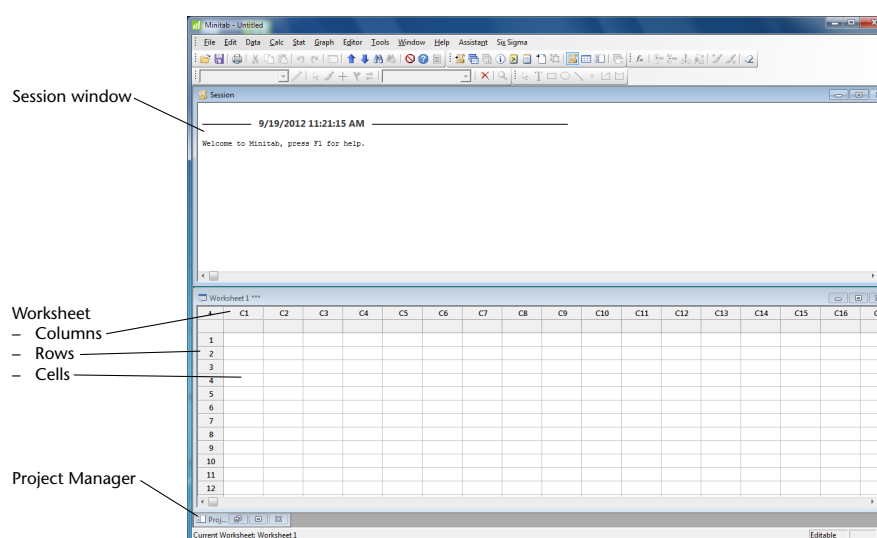 Minitab - Untitled
File Edit Data Calc Stat Graph Editor Tools Window Help Assistant Six Sigma
Session window
Session
9/19/2012 11:21:15 AM
Welcome to Minitab, press F1 for help.
Worksheet 1 ***
Worksheet
– Columns
– Rows
– Cells
C1 C2 C3 C4 C5 C6 C7 C8 C9 C10 C11 C12 C13 C14 C15 C16
1
2
3
4
5
6
7
8
9
10
11
12
Project Manager
Proj...
Current Worksheet: Worksheet 1
Editable